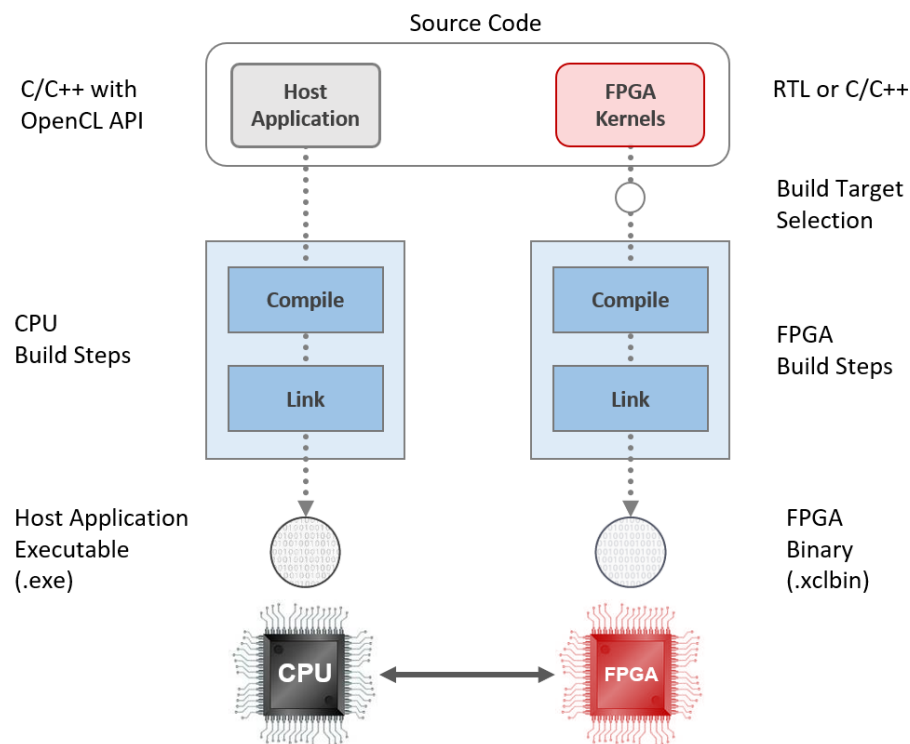 Source Code
C/C++ with
OpenCL API
Host
Application
FPGA
Kernels
RTL or C/C++
Build Target
Selection
CPU
Build Steps
Compile
Link
Compile
Link
FPGA
Build Steps
Host Application
Executable
(.exe)
FPGA
Binary
(.xclbin)
CPU
FPGA